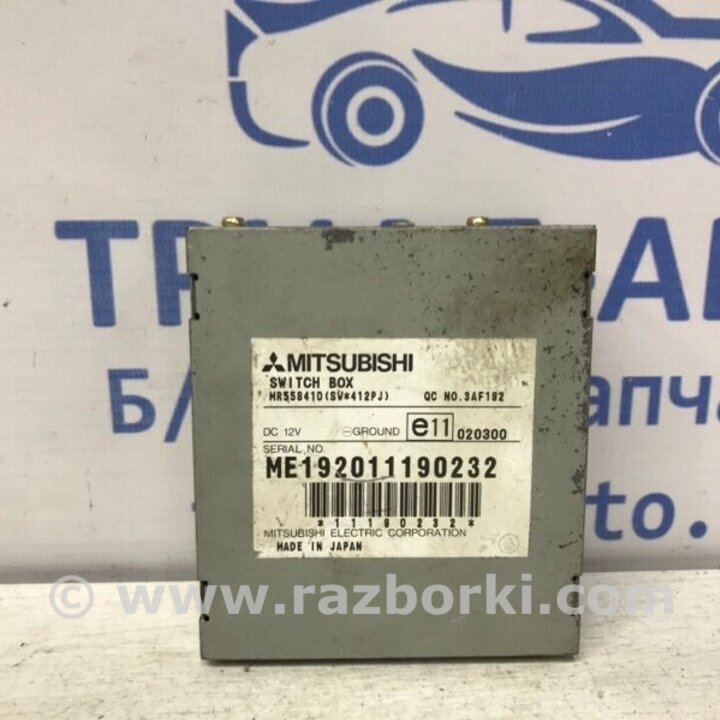 MITSUBISHI
SWITCH BOX
MR558410(SW*412PJ) QC NO.3AF182
DC 12V ⊖GROUND e11 020300
SERIAL NO.
ME192011190232
*11190232*
MITSUBISHI ELECTRIC CORPORATION
MADE IN JAPAN
© www.razborki.com